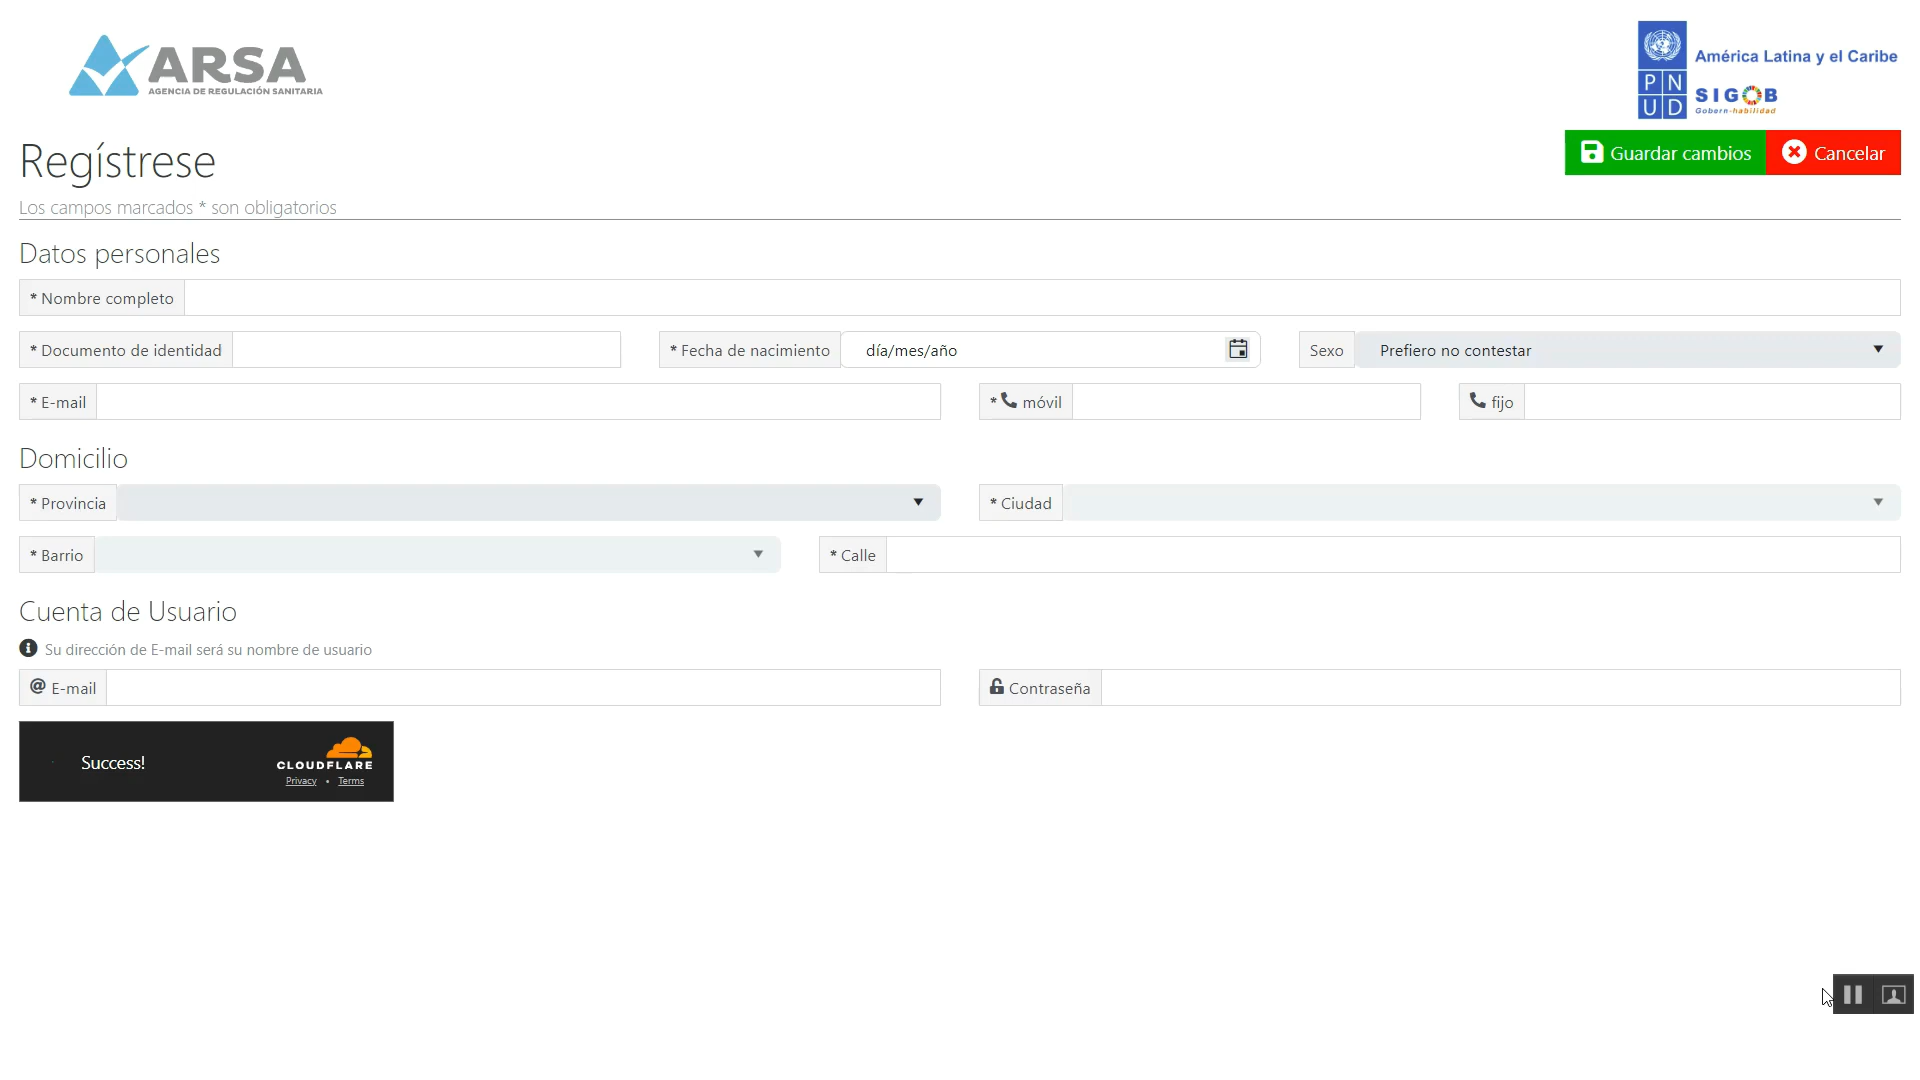 ARSA
AGENCIA DE REGULACIÓN SANITARIA
América Latina y el Caribe
P N
U D
SIGOB
Gobern-habilidad
Regístrese
Guardar cambios
Cancelar
Los campos marcados * son obligatorios
Datos personales
* Nombre completo
* Documento de identidad
* Fecha de nacimiento
día/mes/año
Sexo
Prefiero no contestar
* E-mail
* móvil
fijo
Domicilio
* Provincia
* Ciudad
* Barrio
* Calle
Cuenta de Usuario
Su dirección de E-mail será su nombre de usuario
@ E-mail
Contraseña
Success!
CLOUDFLARE
Privacy • Terms